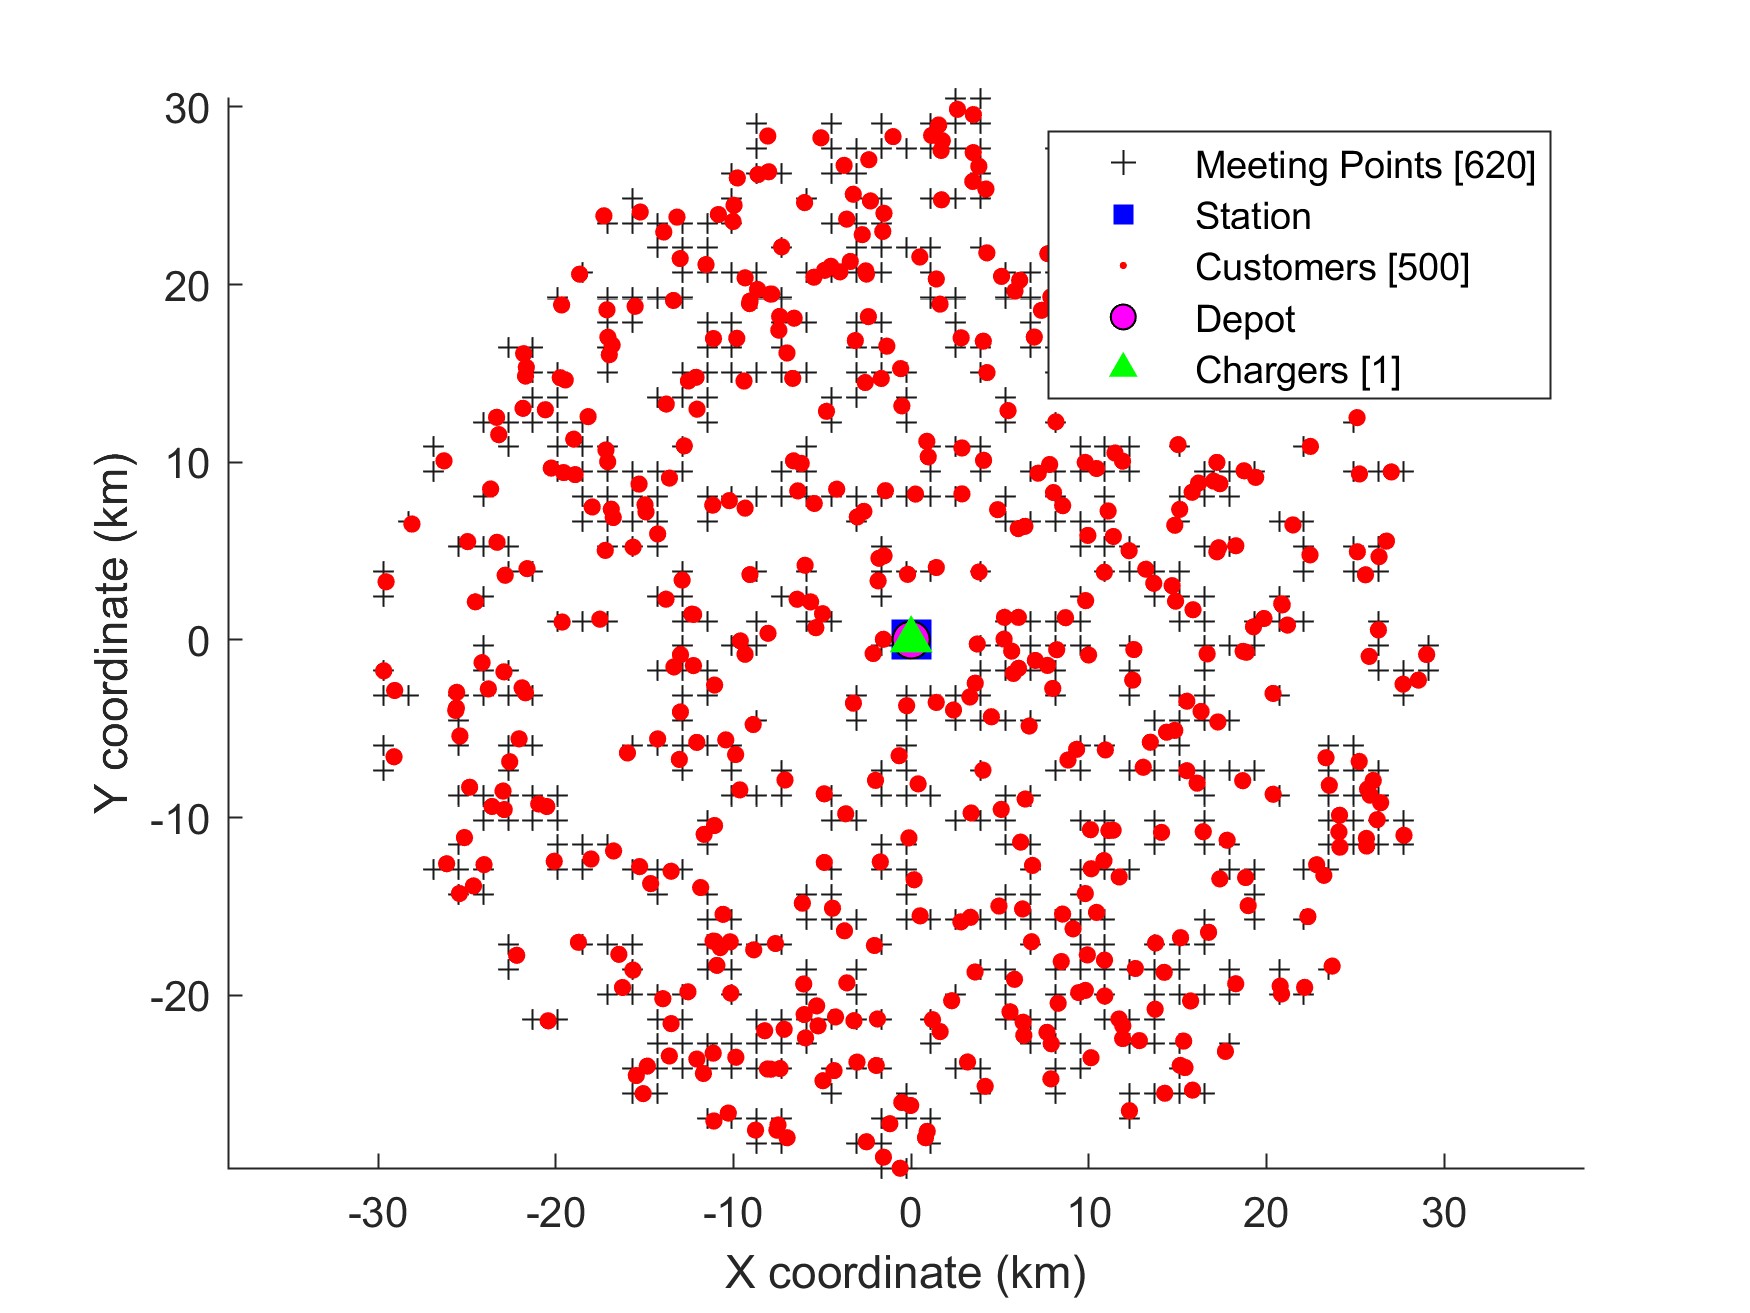 30
20
10
0
-10
-20
-30
-20
-10
0
10
20
30
X coordinate (km)
Y coordinate (km)
Meeting Points [620]
Station
Customers [500]
Depot
Chargers [1]